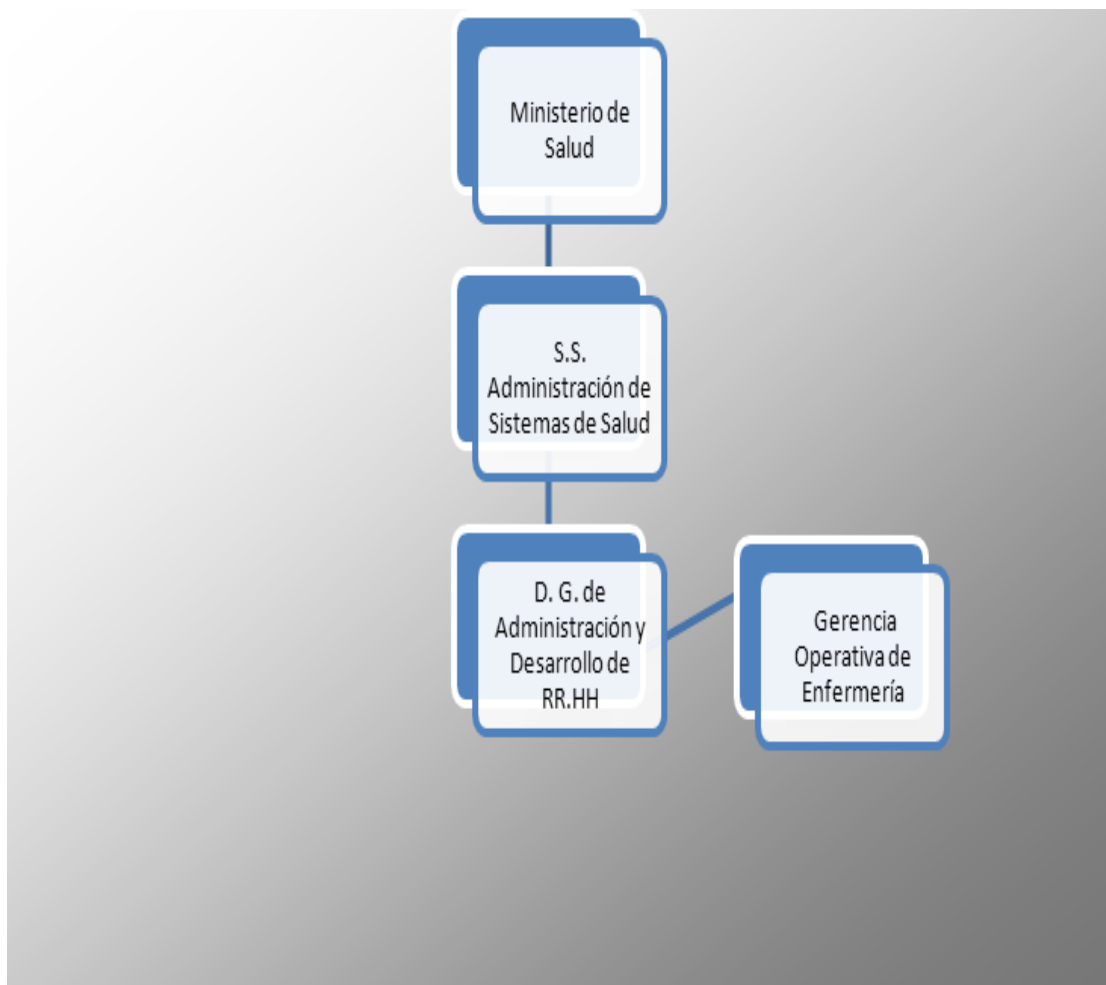 Ministerio de
Salud
S.S.
Administración de
Sistemas de Salud
D. G. de
Administración y
Desarrollo de
RR.HH
Gerencia
Operativa de
Enfermería